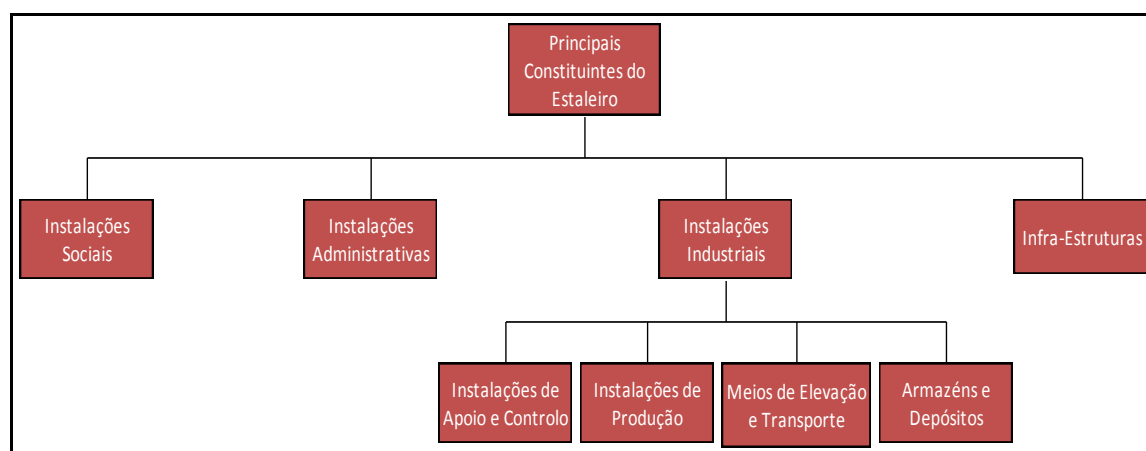 Principais
Constituintes do
Estaleiro
Instalações
Sociais
Instalações
Administrativas
Instalações
Industriais
Infra-Estruturas
Instalações de
Apoio e Controlo
Instalações de
Produção
Meios de Elevação
e Transporte
Armazéns e
Depósitos